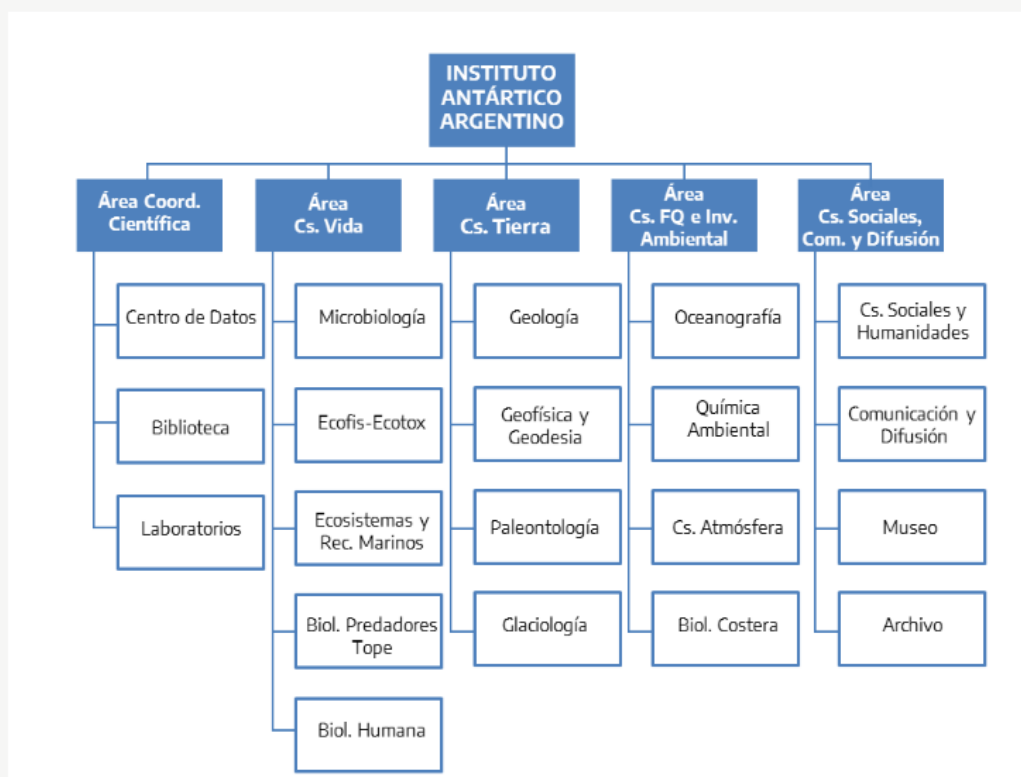 INSTITUTO
ANTÁRTICO
ARGENTINO
Área Coord.
Científica
Centro de Datos
Biblioteca
Laboratorios
Área
Cs. Vida
Microbiología
Ecofis-Ecotox
Ecosistemas y
Rec. Marinos
Biol. Predadores
Tope
Biol. Humana
Área
Cs. Tierra
Geología
Geofísica y
Geodesia
Paleontología
Glaciología
Área
Cs. FQ e Inv.
Ambiental
Oceanografía
Química
Ambiental
Cs. Atmósfera
Biol. Costera
Área
Cs. Sociales,
Com. y Difusión
Cs. Sociales y
Humanidades
Comunicación y
Difusión
Museo
Archivo